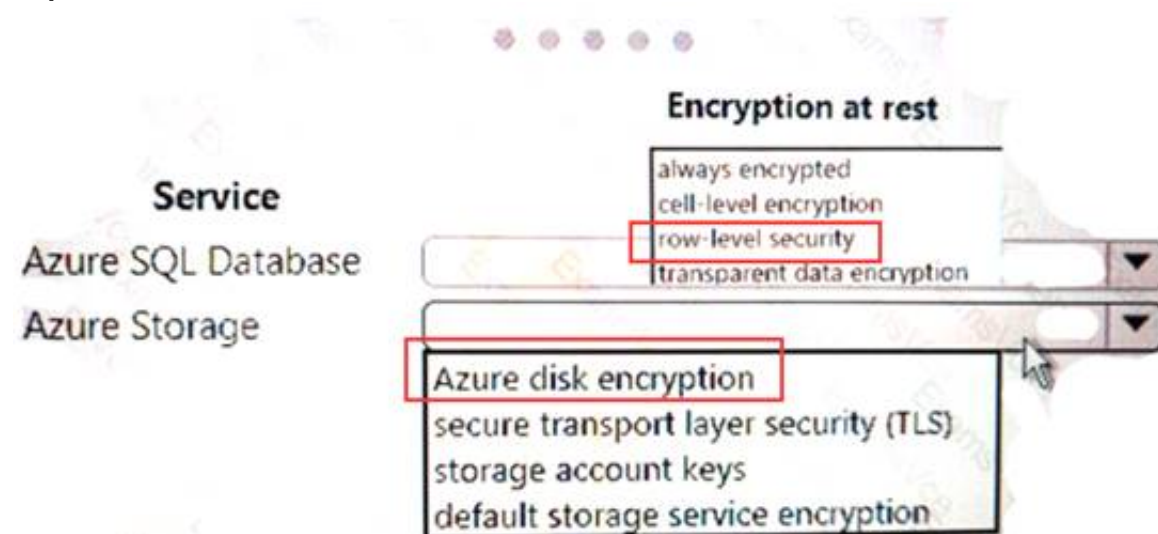 Encryption at rest
always encrypted
Service
cell-level encryption
row-level security
Azure SQL Database
transparent data encryption
Azure Storage
Azure disk encryption
secure transport layer security (TLS)
storage account keys
default storage service encryption